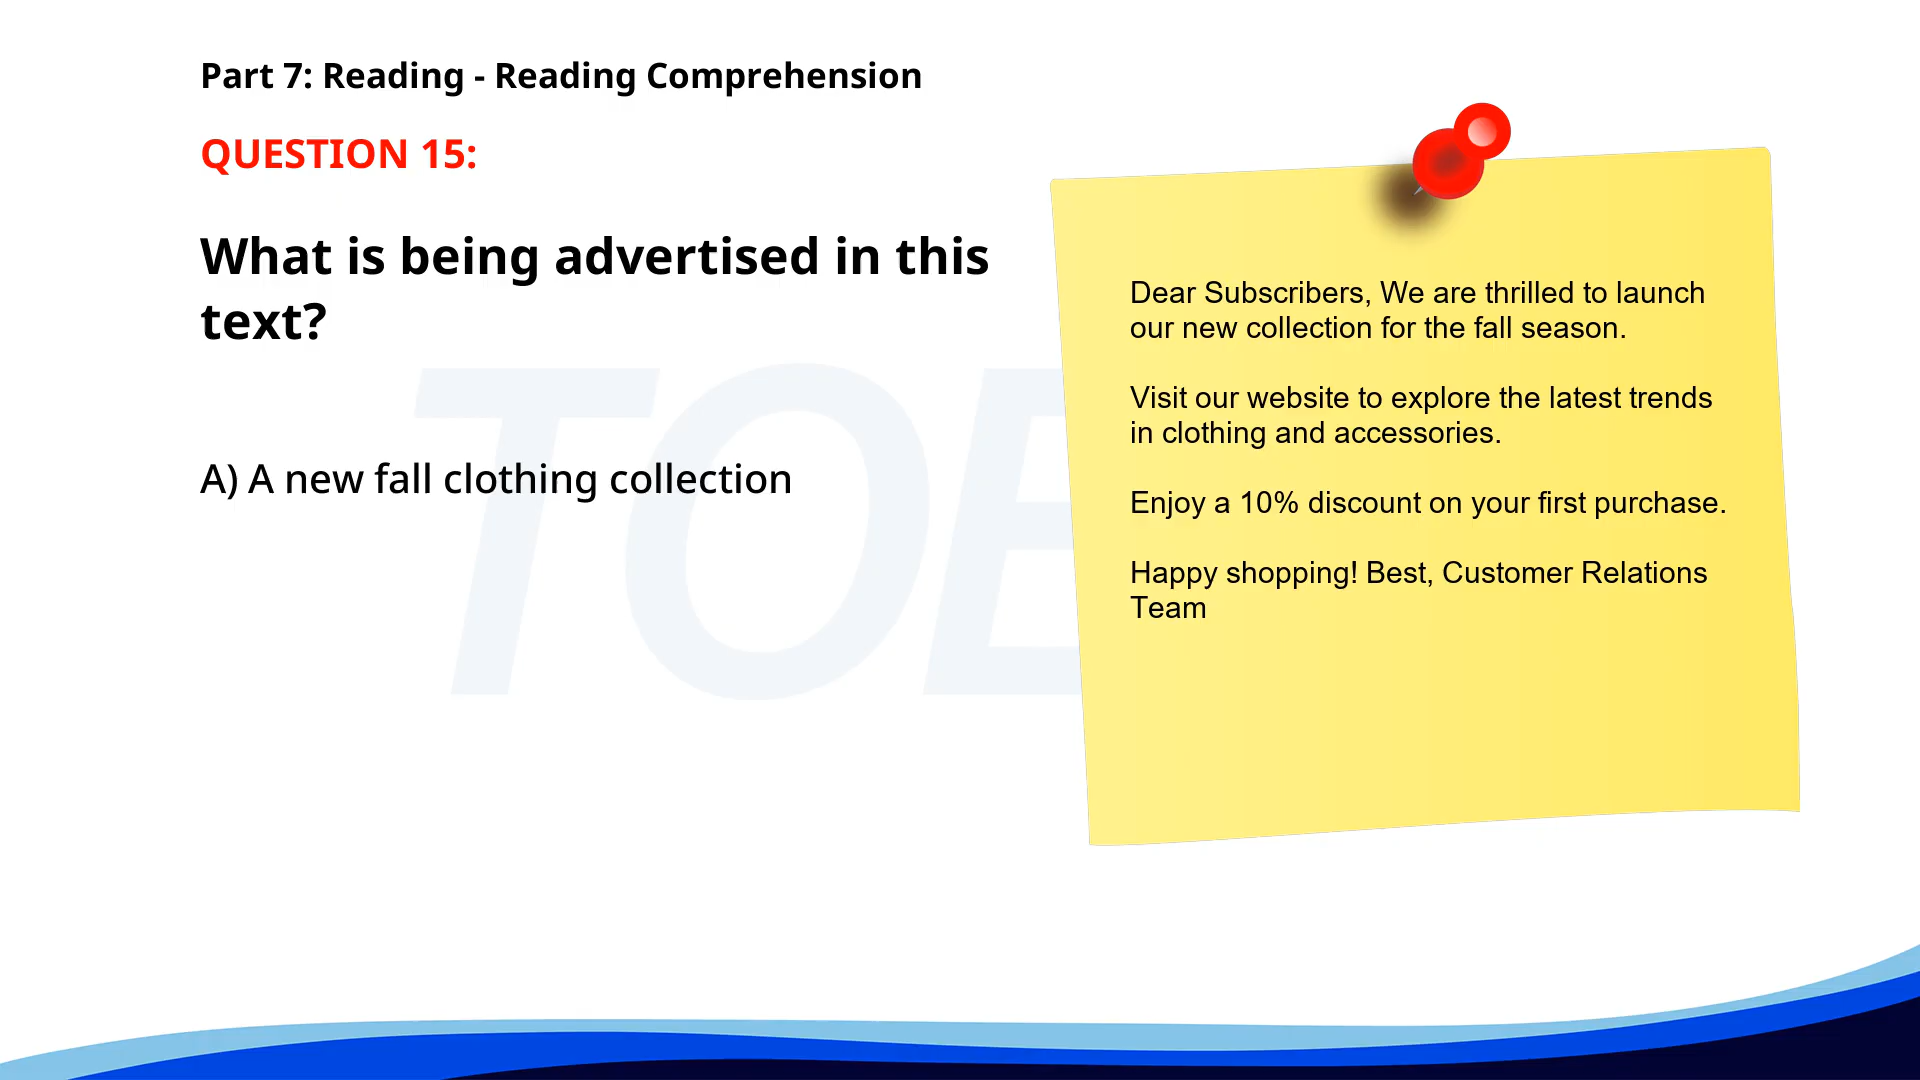 Part 7: Reading - Reading Comprehension
QUESTION 15:
What is being advertised in this
text?
A) A new fall clothing collection
Dear Subscribers, We are thrilled to launch
our new collection for the fall season.
Visit our website to explore the latest trends
in clothing and accessories.
Enjoy a 10% discount on your first purchase.
Happy shopping! Best, Customer Relations
Team
TOE